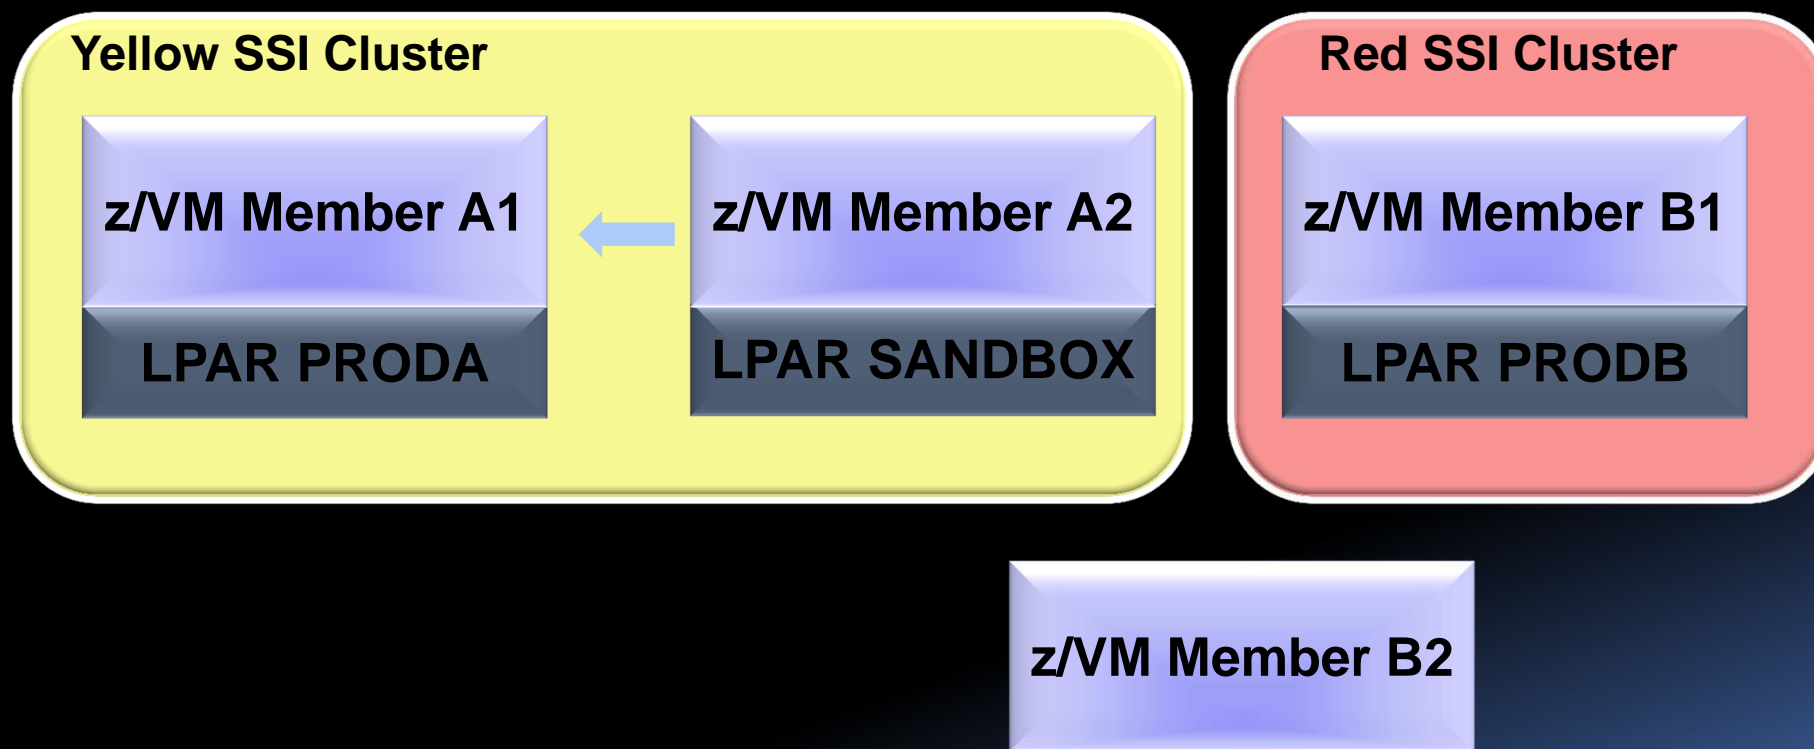 Yellow SSI Cluster
Red SSI Cluster
z/VM Member A1
z/VM Member A2
z/VM Member B1
LPAR PRODA
LPAR SANDBOX
LPAR PRODB
z/VM Member B2